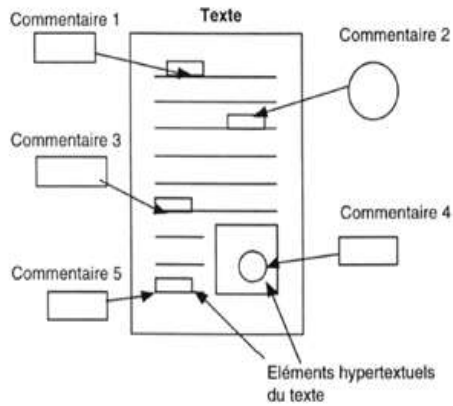 Texte
Commentaire 1
Commentaire 2
Commentaire 3
Commentaire 4
Commentaire 5
Eléments hypertextuels
du texte